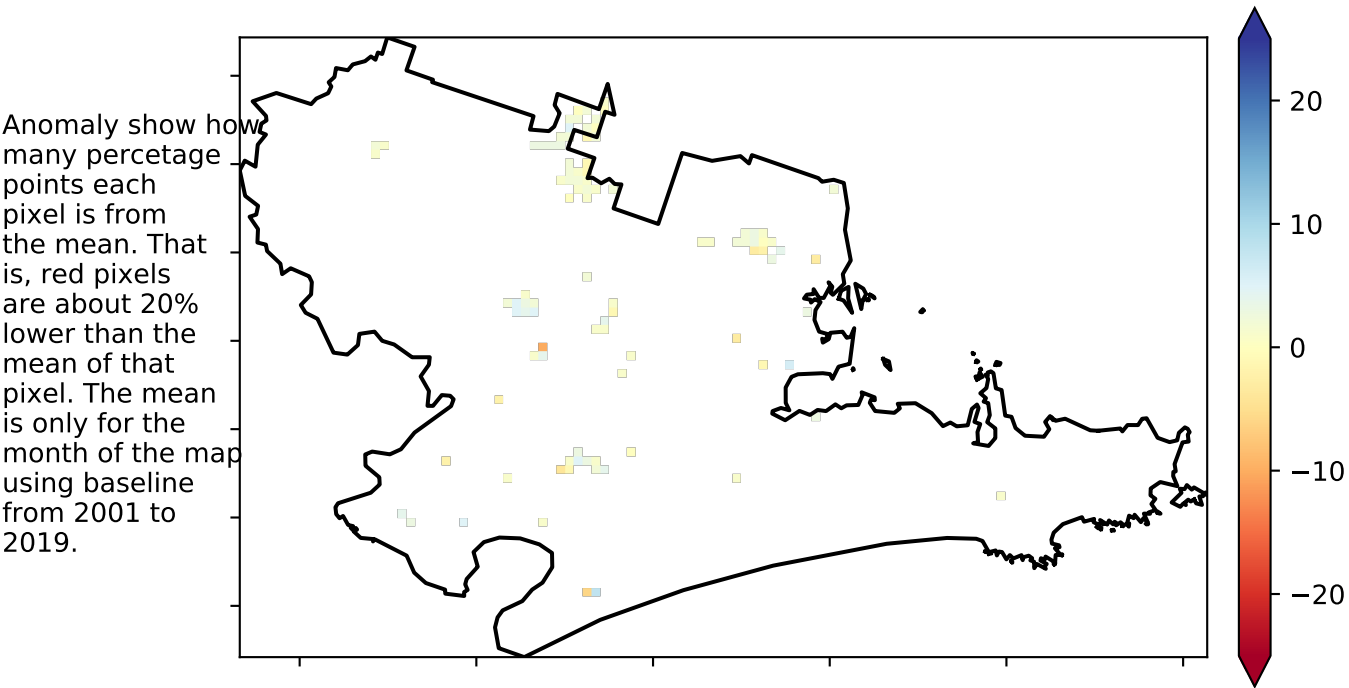 Anomaly show how
many percetage
points each
pixel is from
the mean. That
is, red pixels
are about 20%
lower than the
mean of that
pixel. The mean
is only for the
month of the map
using baseline
from 2001 to
2019.
20
10
0
−10
−20